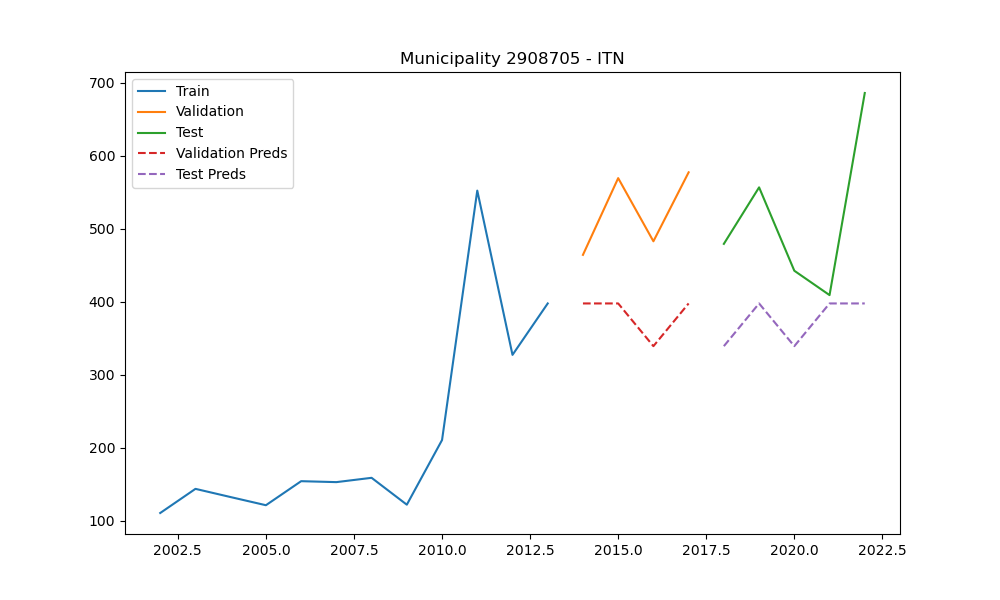 Municipality 2908705 - ITN
Train
Validation
Test
Validation Preds
Test Preds
700
600
500
400
300
200
100
2002.5 2005.0 2007.5 2010.0 2012.5 2015.0 2017.5 2020.0 2022.5